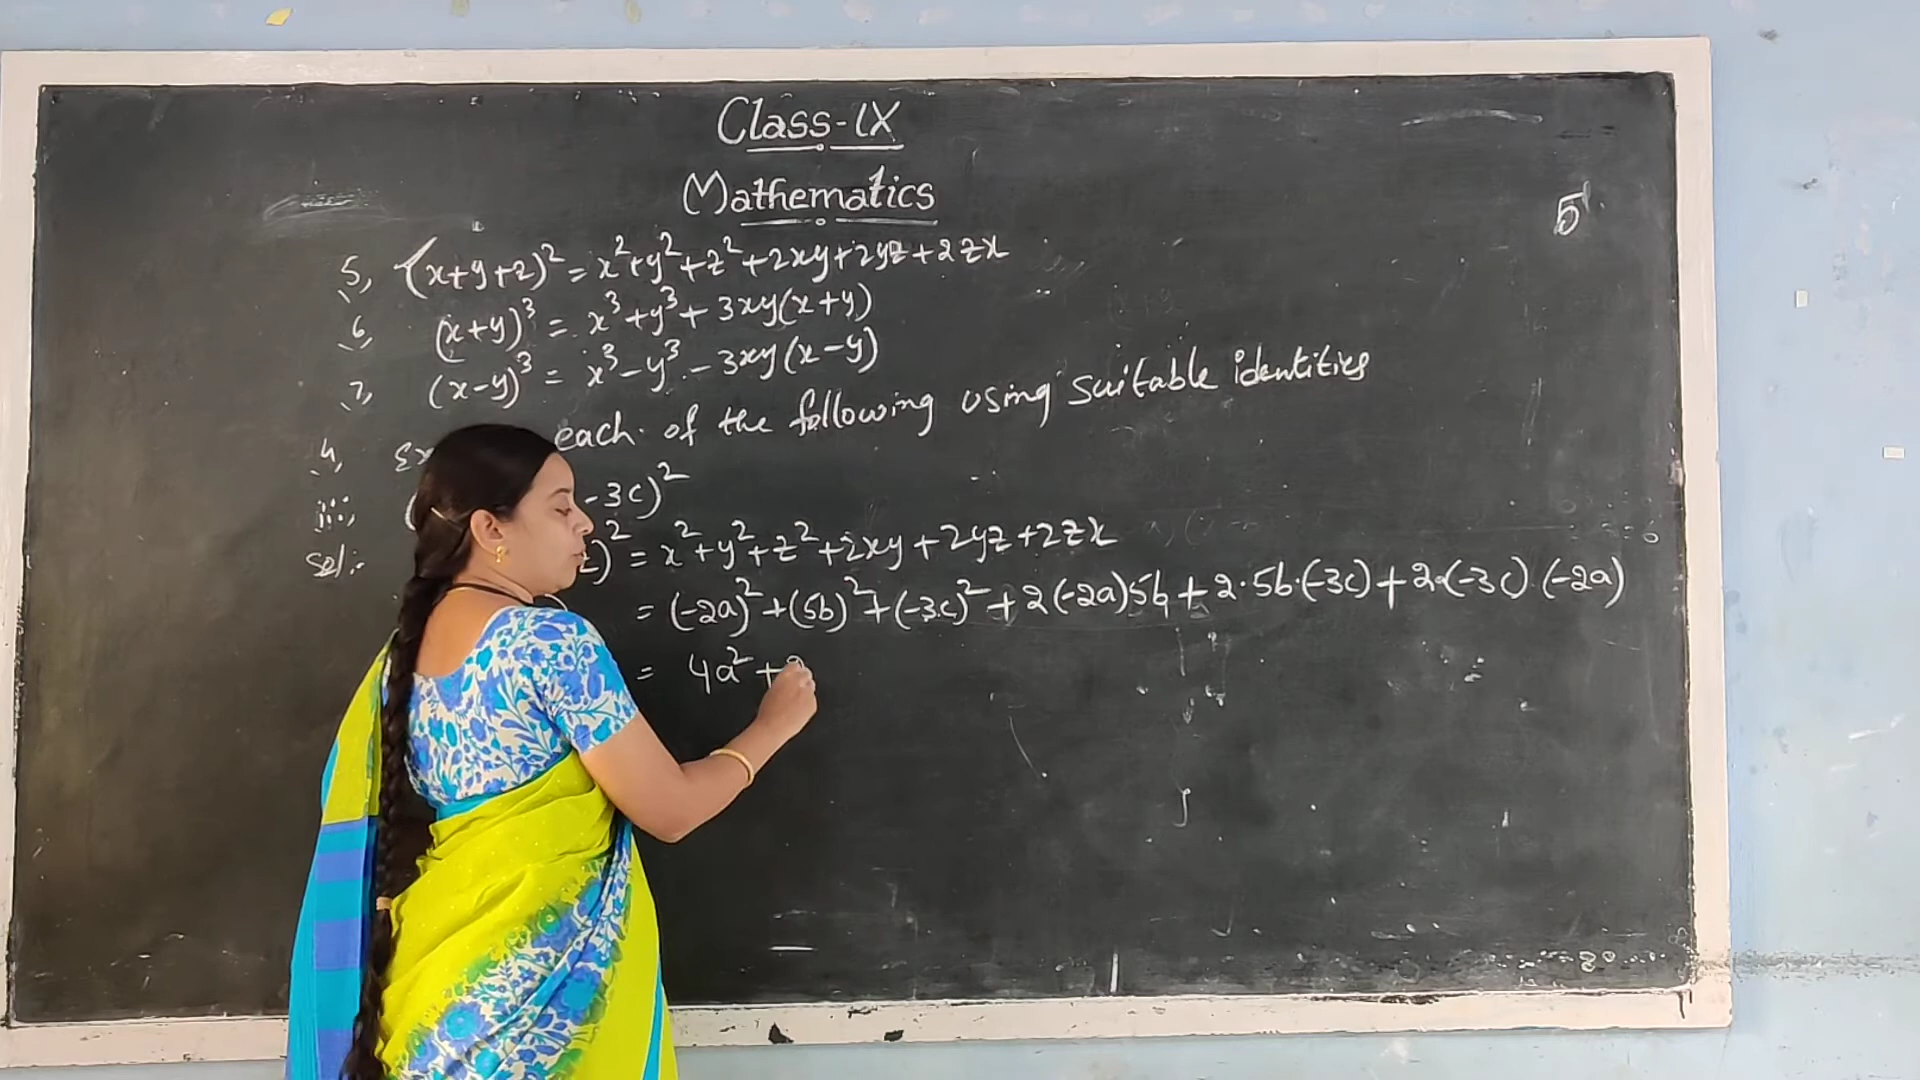 Class-IX
Mathematics
5
5, (x+y+z)² = x²+y²+z²+2xy+2yz+2zx
6, (x+y)³ = x³+y³+3xy(x+y)
7, (x-y)³ = x³-y³-3xy(x-y)
4, each of the following using suitable identities
iii, ( -3c)²
Sol:- z)² = x²+y²+z²+2xy+2yz+2zx
= (-2a)²+(5b)²+(-3c)²+2(-2a)5b+2·5b·(-3c)+2·(-3c)·(-2a)
= 4a²+